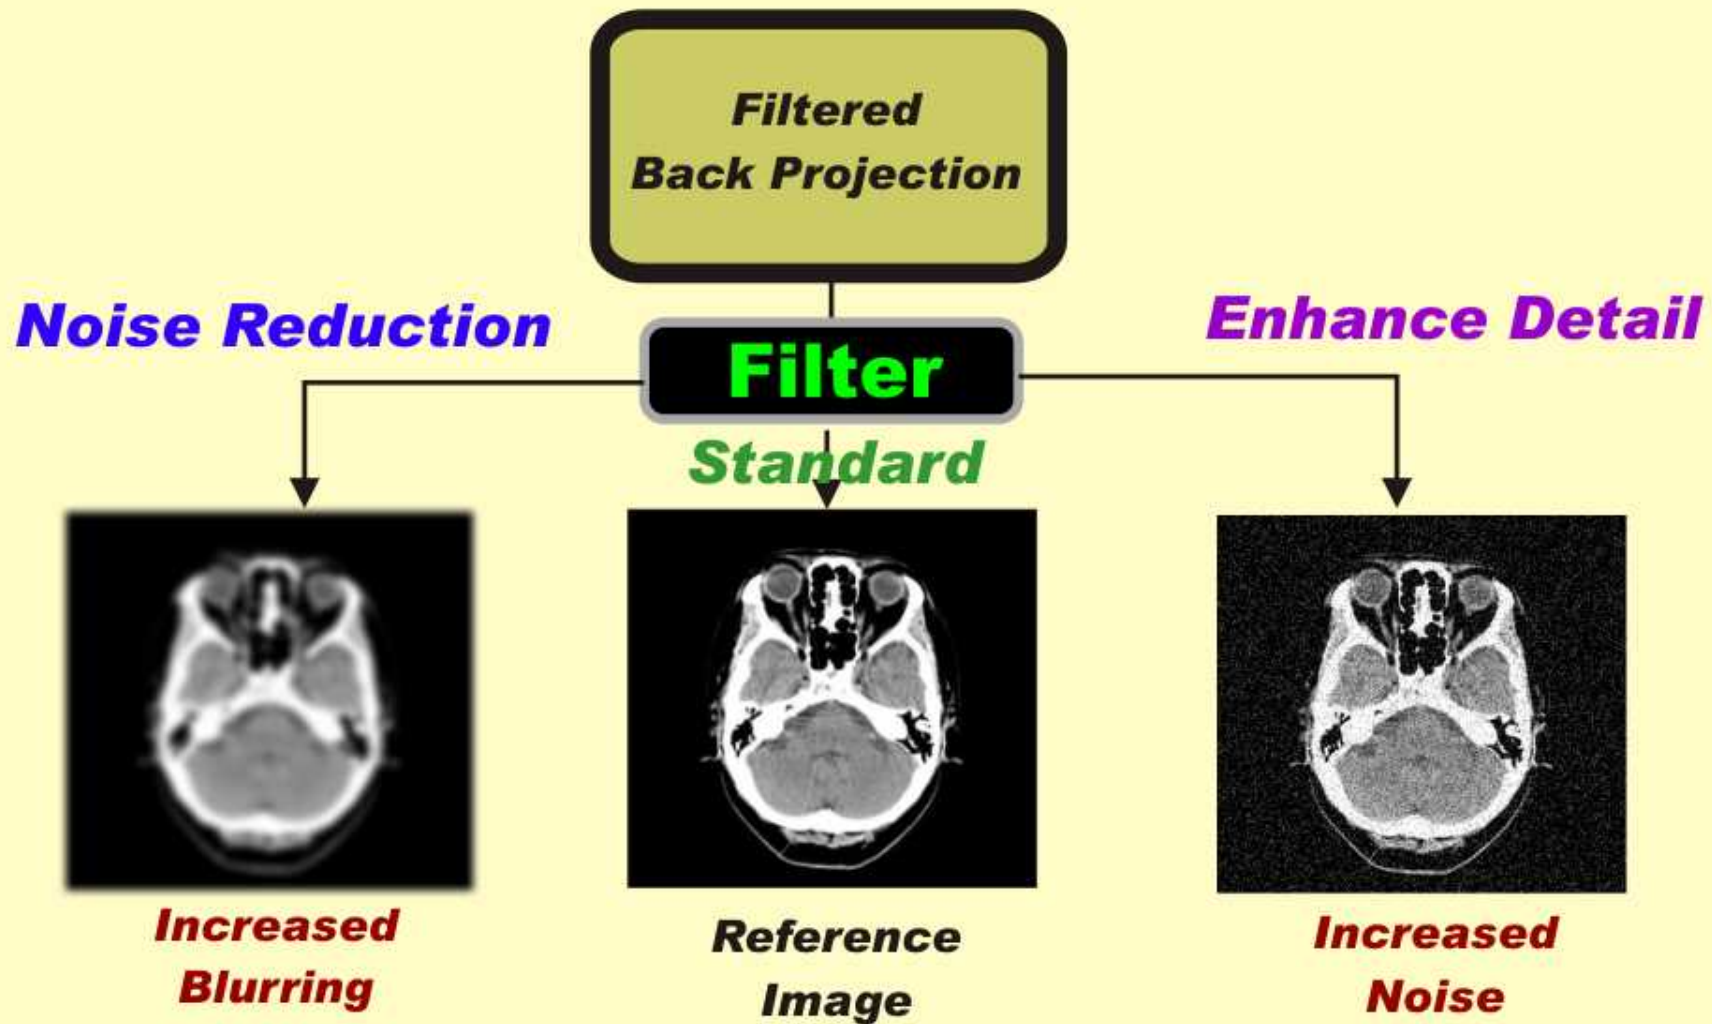 Filtered
Back Projection
Noise Reduction
Enhance Detail
Filter
Standard
Increased
Blurring
Reference
Image
Increased
Noise